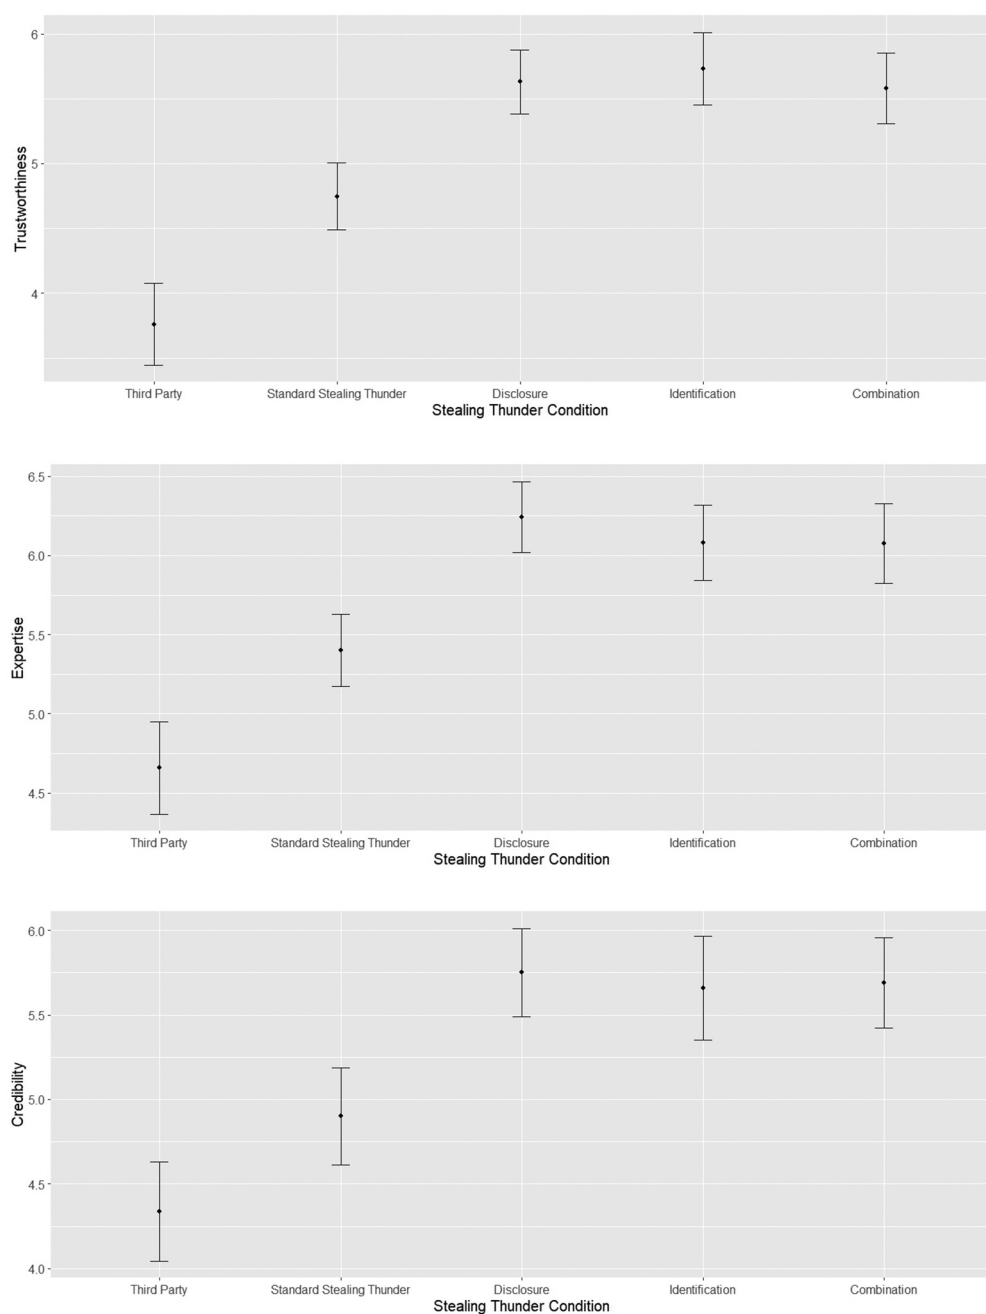 6
5
4
Trustworthiness
Third Party Standard Stealing Thunder Disclosure Identification Combination
Stealing Thunder Condition
6.5
6.0
5.5
5.0
4.5
Expertise
Third Party Standard Stealing Thunder Disclosure Identification Combination
Stealing Thunder Condition
6.0
5.5
5.0
4.5
4.0
Credibility
Third Party Standard Stealing Thunder Disclosure Identification Combination
Stealing Thunder Condition